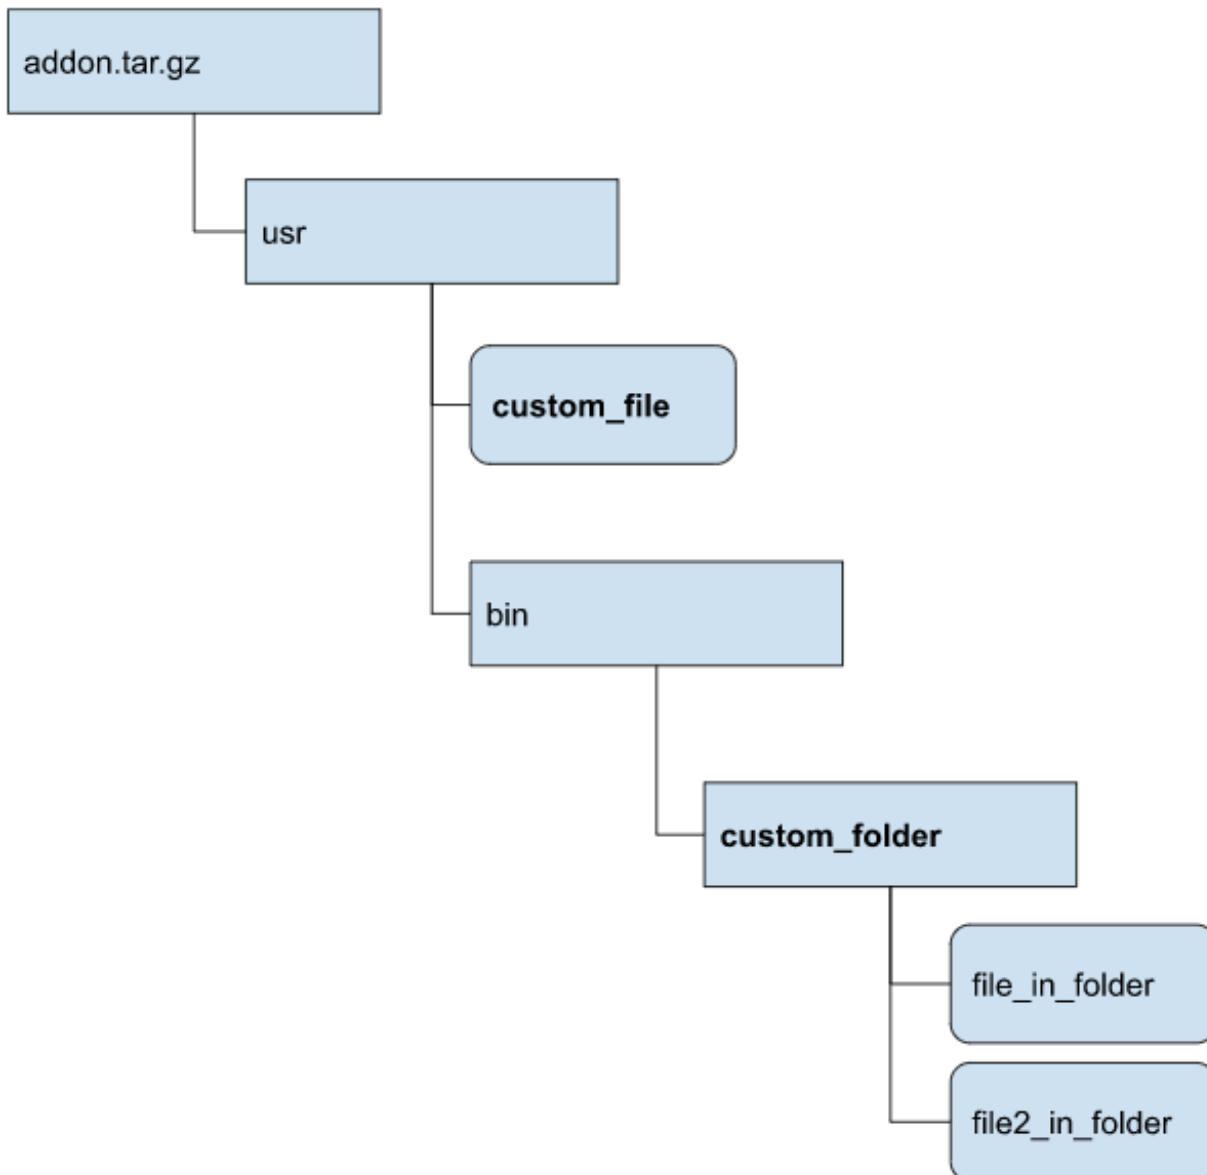 addon.tar.gz
usr
custom_file
bin
custom_folder
file_in_folder
file2_in_folder